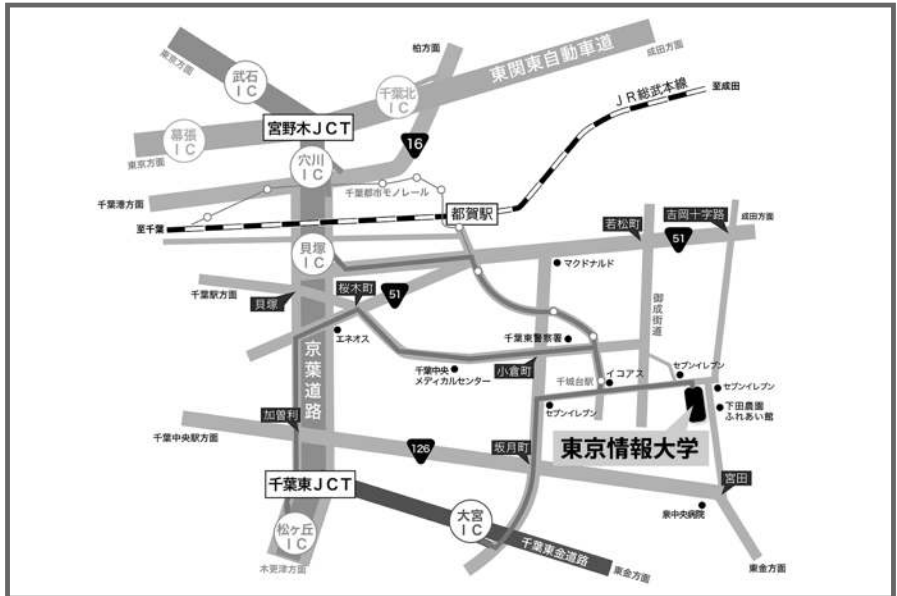 柏方面
東関東自動車道
成田方面
東京方面
武石
IC
千葉北
IC
JR総武本線
至成田
宮野木JCT
幕張
IC
東京方面
16
穴川
IC
千葉都市モノレール
千葉港方面
都賀駅
若松町
吉岡十字路
成田方面
至千葉
51
貝塚
IC
マクドナルド
千葉駅方面
桜木町
51
貝塚
御成街道
エネオス
千葉東警察署
京葉道路
千葉中央
メディカルセンター
小倉町
千城台駅
イコアス
セブンイレブン
セブンイレブン
セブンイレブン
下田農園
ふれあい館
加曽利
千葉中央駅方面
126
坂月町
東京情報大学
千葉東JCT
宮田
大宮
IC
泉中央病院
松ヶ丘
IC
千葉東金道路
木更津方面
東金方面
東金方面